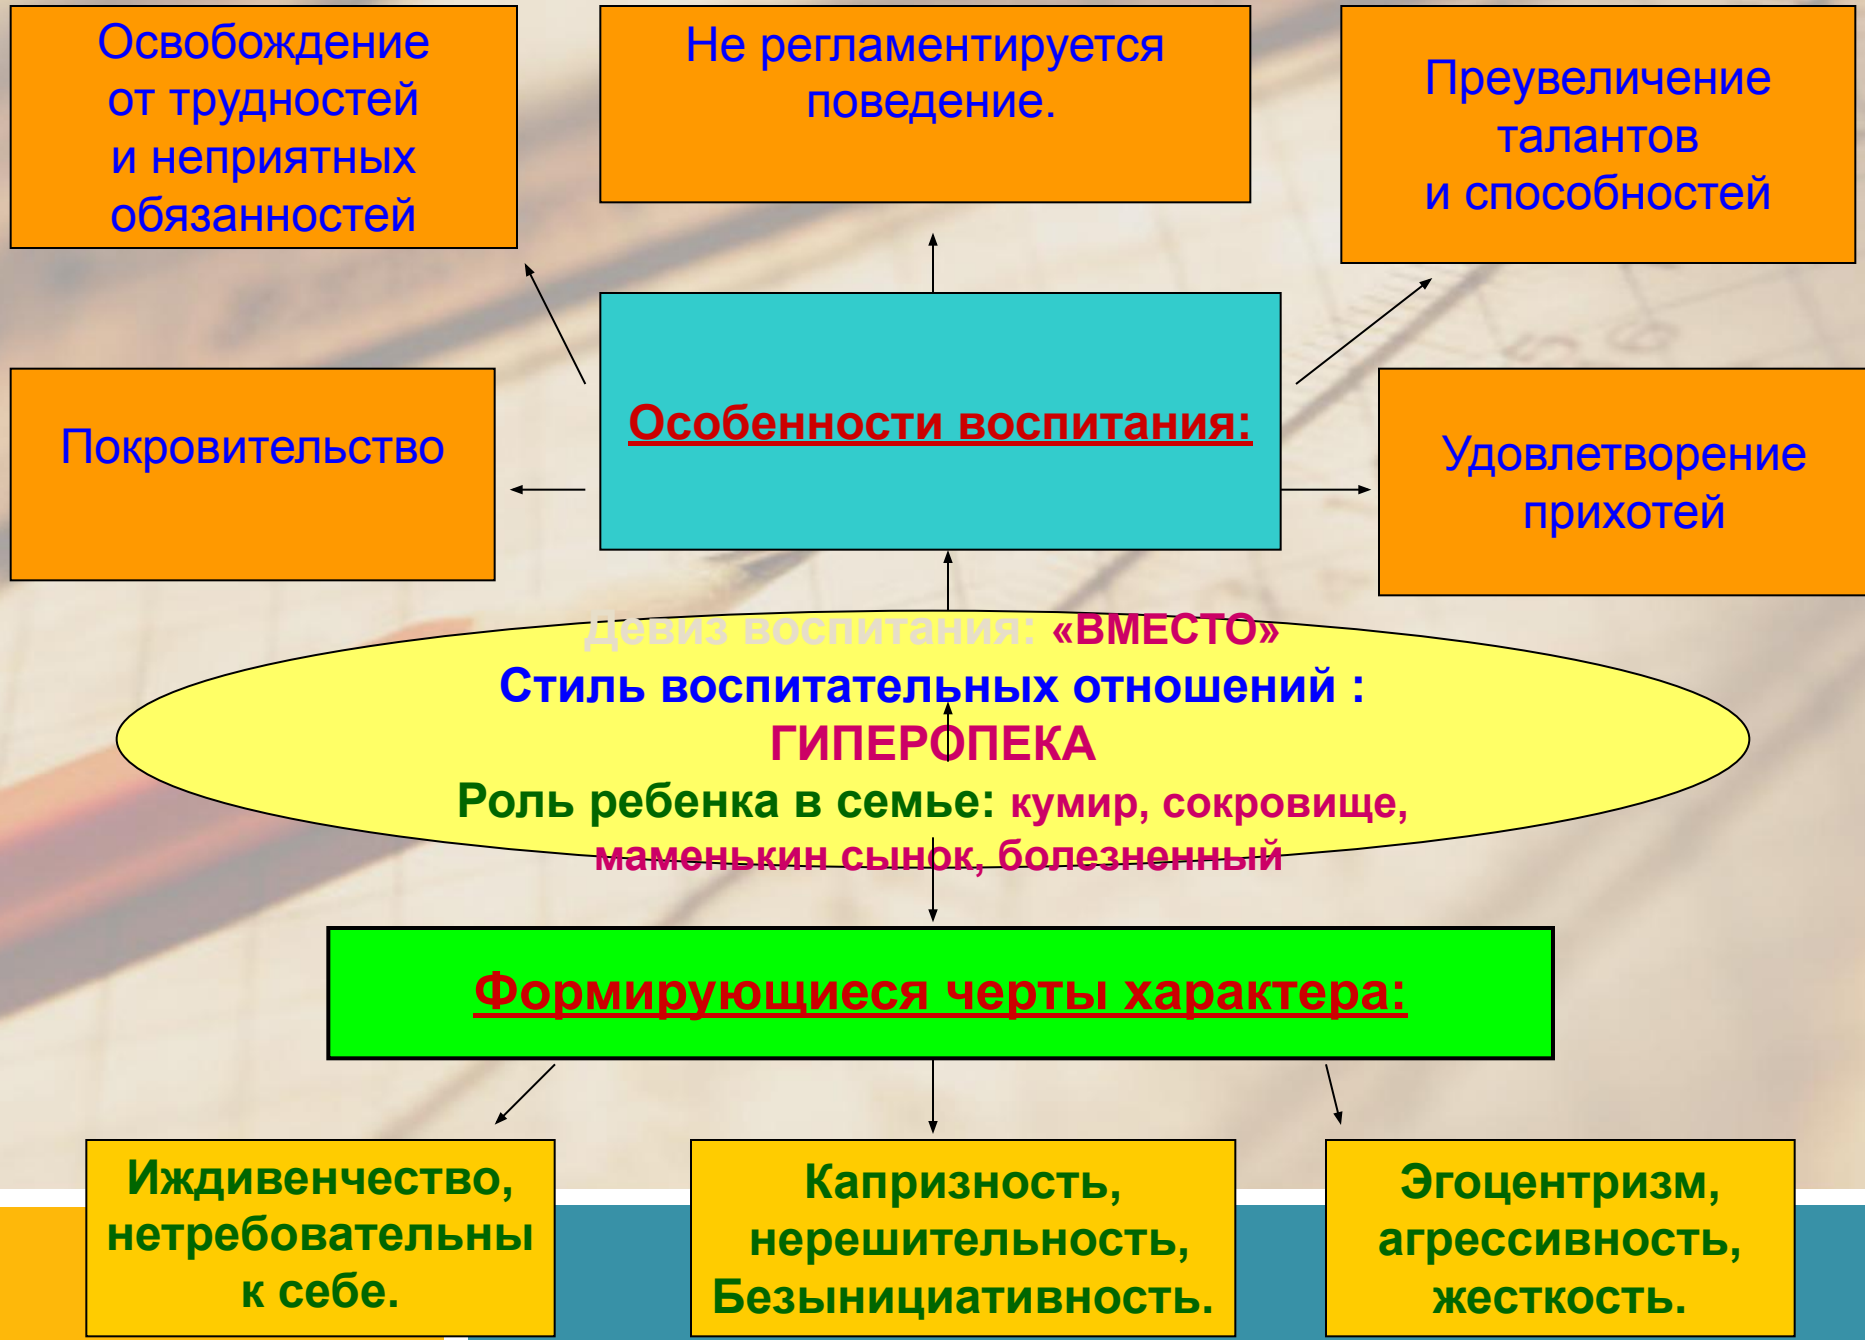 Освобождение
от трудностей
и неприятных
обязанностей
Не регламентируется
поведение.
Преувеличение
талантов
и способностей
Покровительство
Особенности воспитания:
Удовлетворение
прихотей
Девиз воспитания: «ВМЕСТО»
Стиль воспитательных отношений :
ГИПЕРОПЕКА
Роль ребенка в семье: кумир, сокровище,
маменькин сынок, болезненный
Формирующиеся черты характера:
Иждивенчество,
нетребовательны
к себе.
Капризность,
нерешительность,
Безынициативность.
Эгоцентризм,
агрессивность,
жесткость.